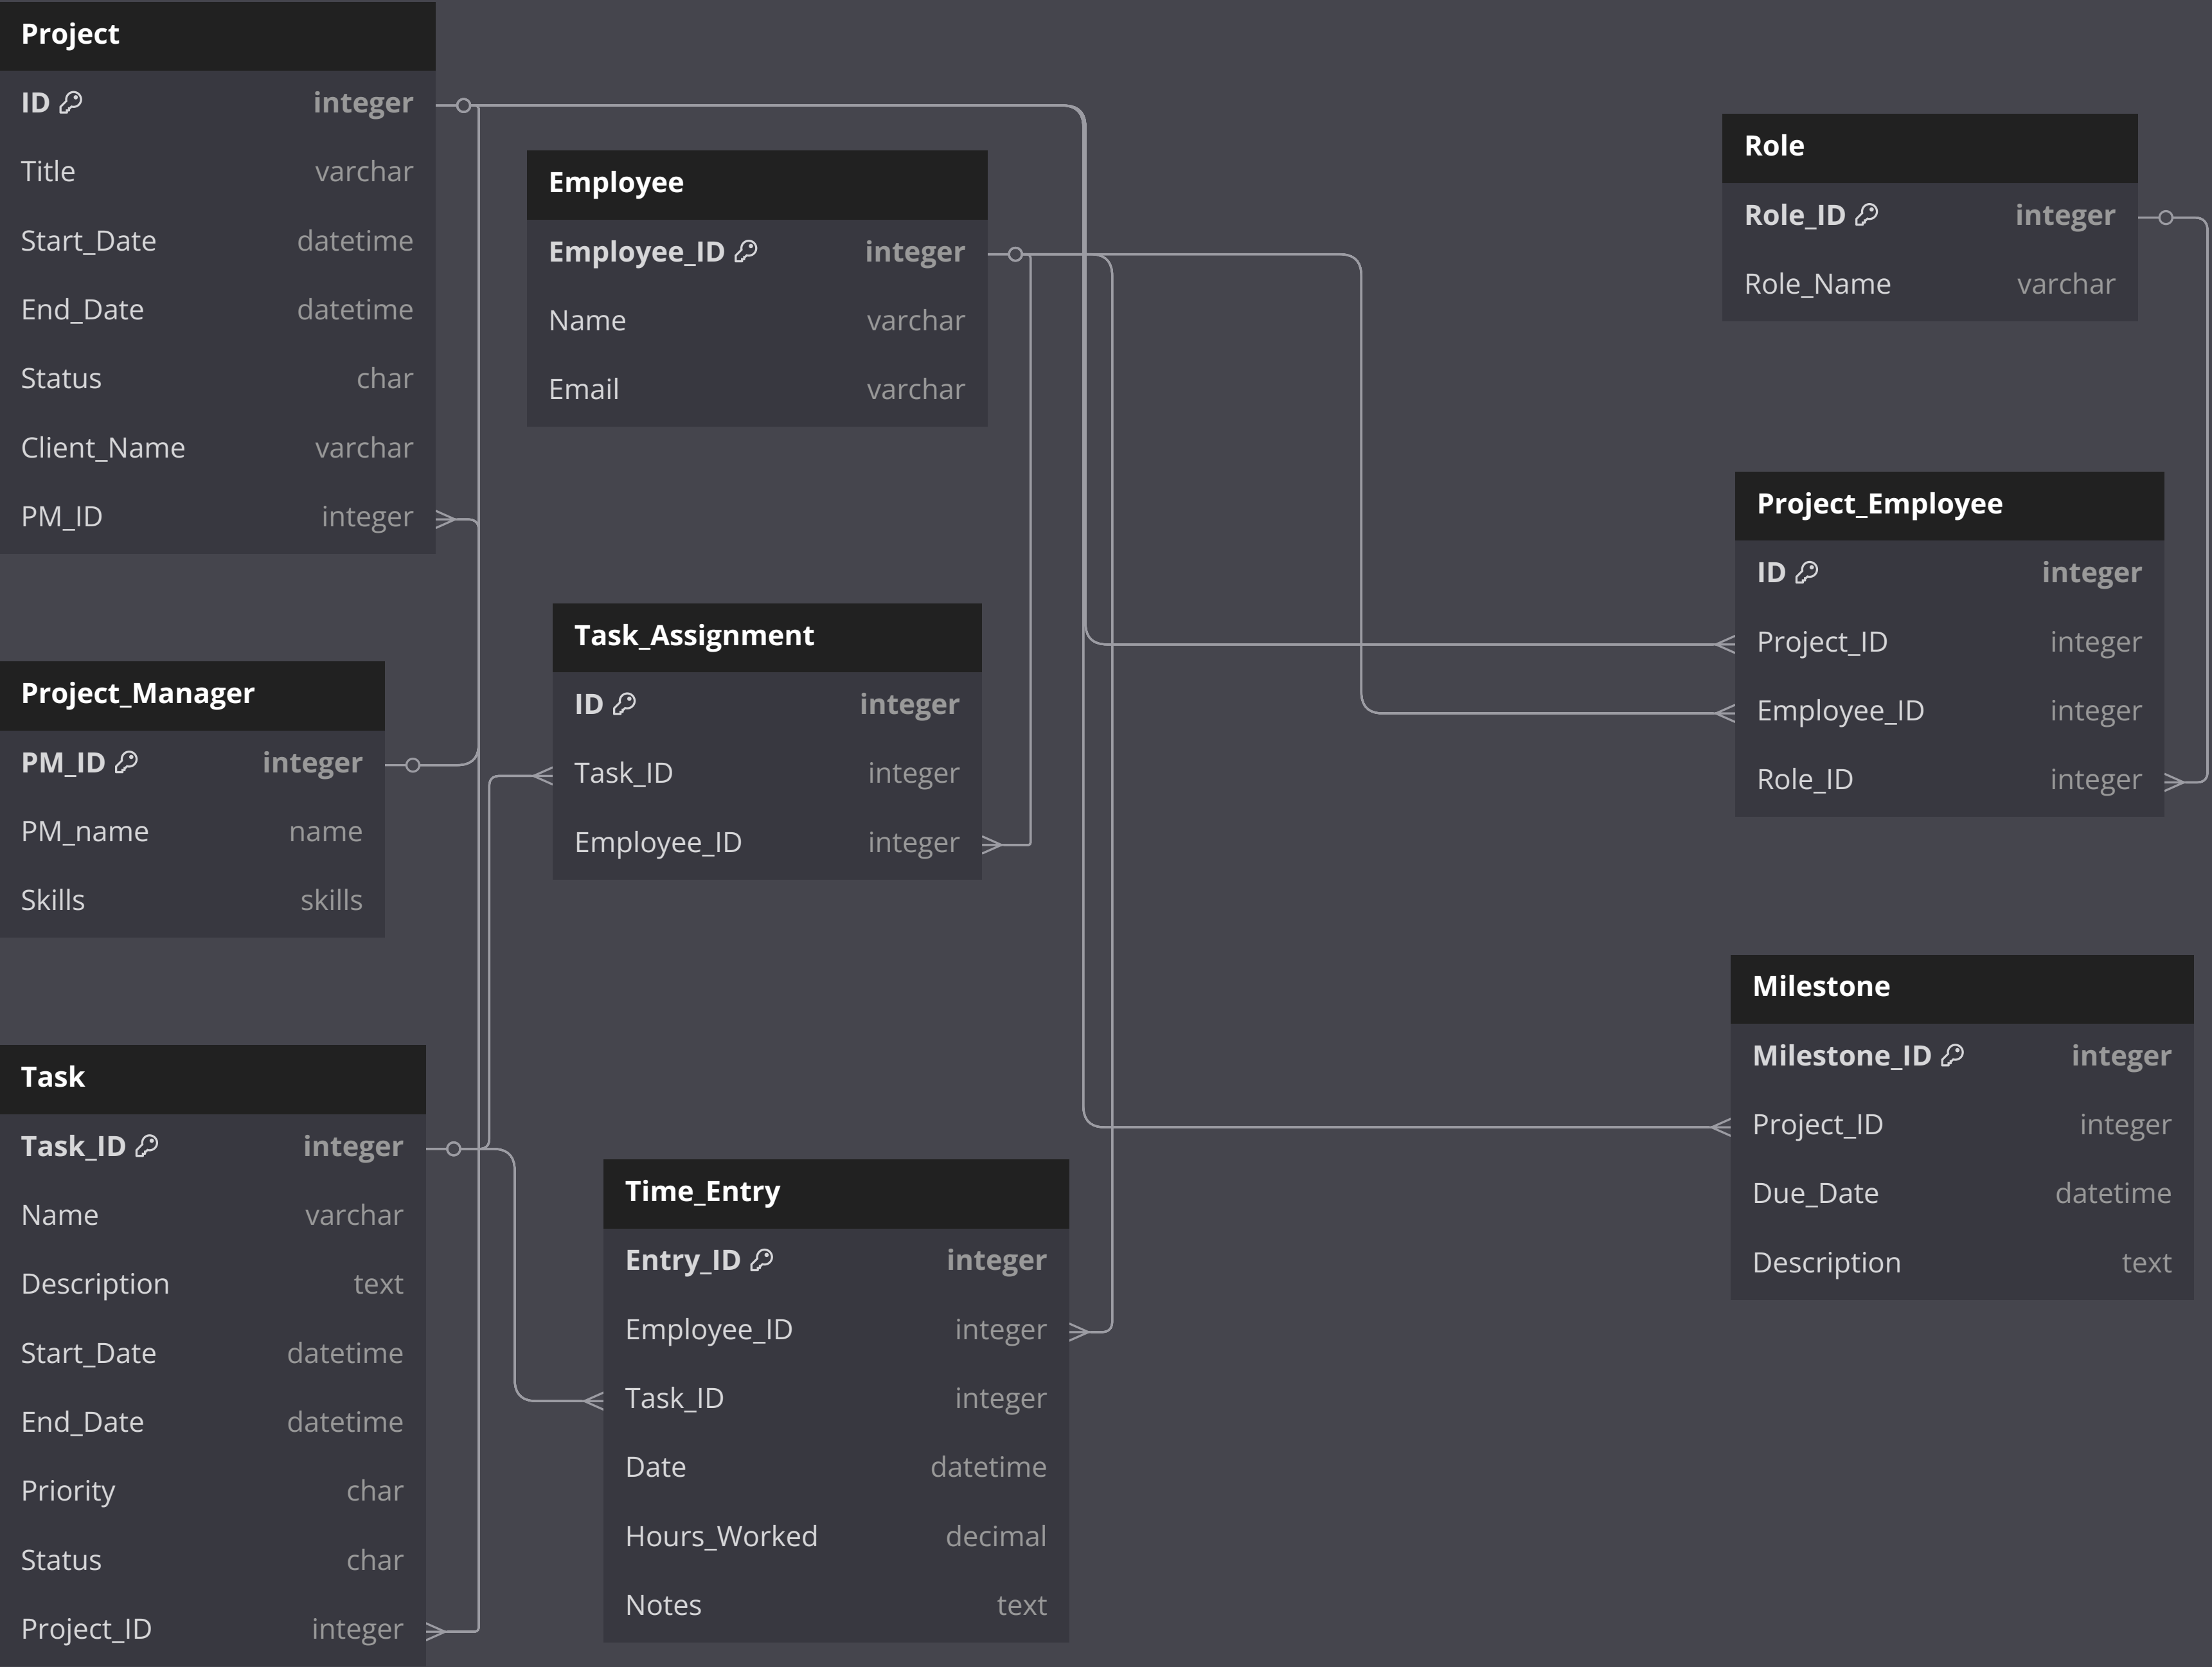 Project
ID integer
Title varchar
Start_Date datetime
End_Date datetime
Status char
Client_Name varchar
PM_ID integer
Employee
Employee_ID integer
Name varchar
Email varchar
Role
Role_ID integer
Role_Name varchar
Project_Manager
PM_ID integer
PM_name name
Skills skills
Task_Assignment
ID integer
Task_ID integer
Employee_ID integer
Project_Employee
ID integer
Project_ID integer
Employee_ID integer
Role_ID integer
Task
Task_ID integer
Name varchar
Description text
Start_Date datetime
End_Date datetime
Priority char
Status char
Project_ID integer
Time_Entry
Entry_ID integer
Employee_ID integer
Task_ID integer
Date datetime
Hours_Worked decimal
Notes text
Milestone
Milestone_ID integer
Project_ID integer
Due_Date datetime
Description text